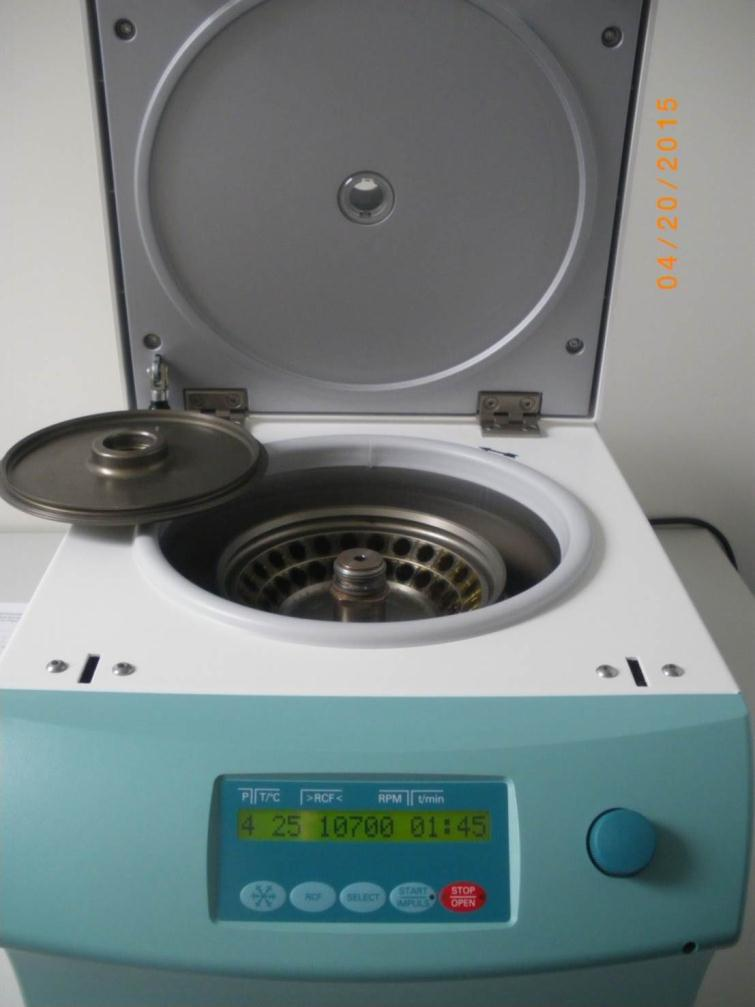 04/20/2015
P T/°C >RCF< RPM t/min
4 25 10700 01:45
RCF SELECT START IMPULS STOP OPEN